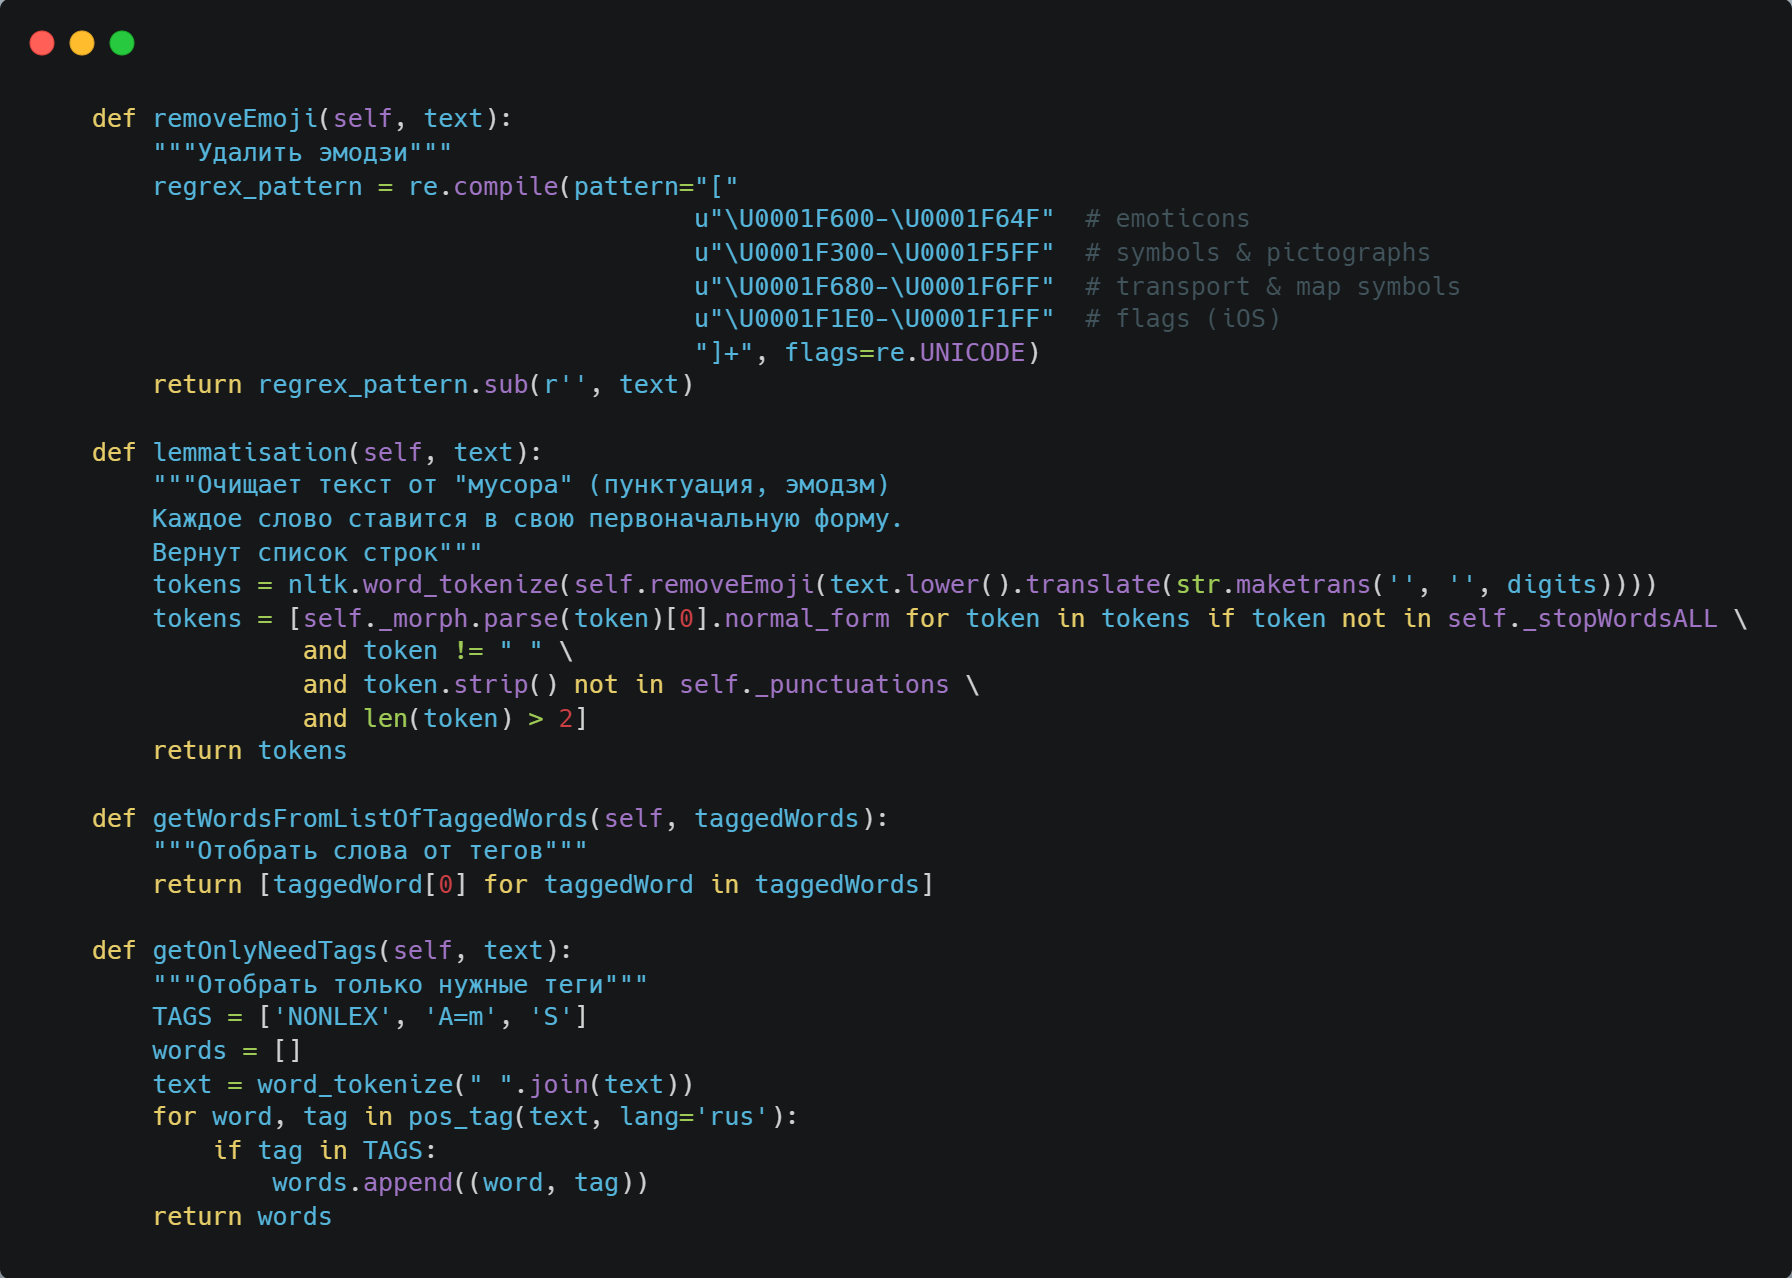 def removeEmoji(self, text):
    """Удалить эмодзи"""
    regrex_pattern = re.compile(pattern="["
                                        u"\U0001F600-\U0001F64F"  # emoticons
                                        u"\U0001F300-\U0001F5FF"  # symbols & pictographs
                                        u"\U0001F680-\U0001F6FF"  # transport & map symbols
                                        u"\U0001F1E0-\U0001F1FF"  # flags (iOS)
                                        "]+", flags=re.UNICODE)
    return regrex_pattern.sub(r'', text)

def lemmatisation(self, text):
    """Очищает текст от "мусора" (пунктуация, эмодзм)
    Каждое слово ставится в свою первоначальную форму.
    Вернут список строк"""
    tokens = nltk.word_tokenize(self.removeEmoji(text.lower().translate(str.maketrans('', '', digits))))
    tokens = [self._morph.parse(token)[0].normal_form for token in tokens if token not in self._stopWordsALL \
              and token != " " \
              and token.strip() not in self._punctuations \
              and len(token) > 2]
    return tokens

def getWordsFromListOfTaggedWords(self, taggedWords):
    """Отобрать слова от тегов"""
    return [taggedWord[0] for taggedWord in taggedWords]

def getOnlyNeedTags(self, text):
    """Отобрать только нужные теги"""
    TAGS = ['NONLEX', 'A=m', 'S']
    words = []
    text = word_tokenize(" ".join(text))
    for word, tag in pos_tag(text, lang='rus'):
        if tag in TAGS:
            words.append((word, tag))
    return words